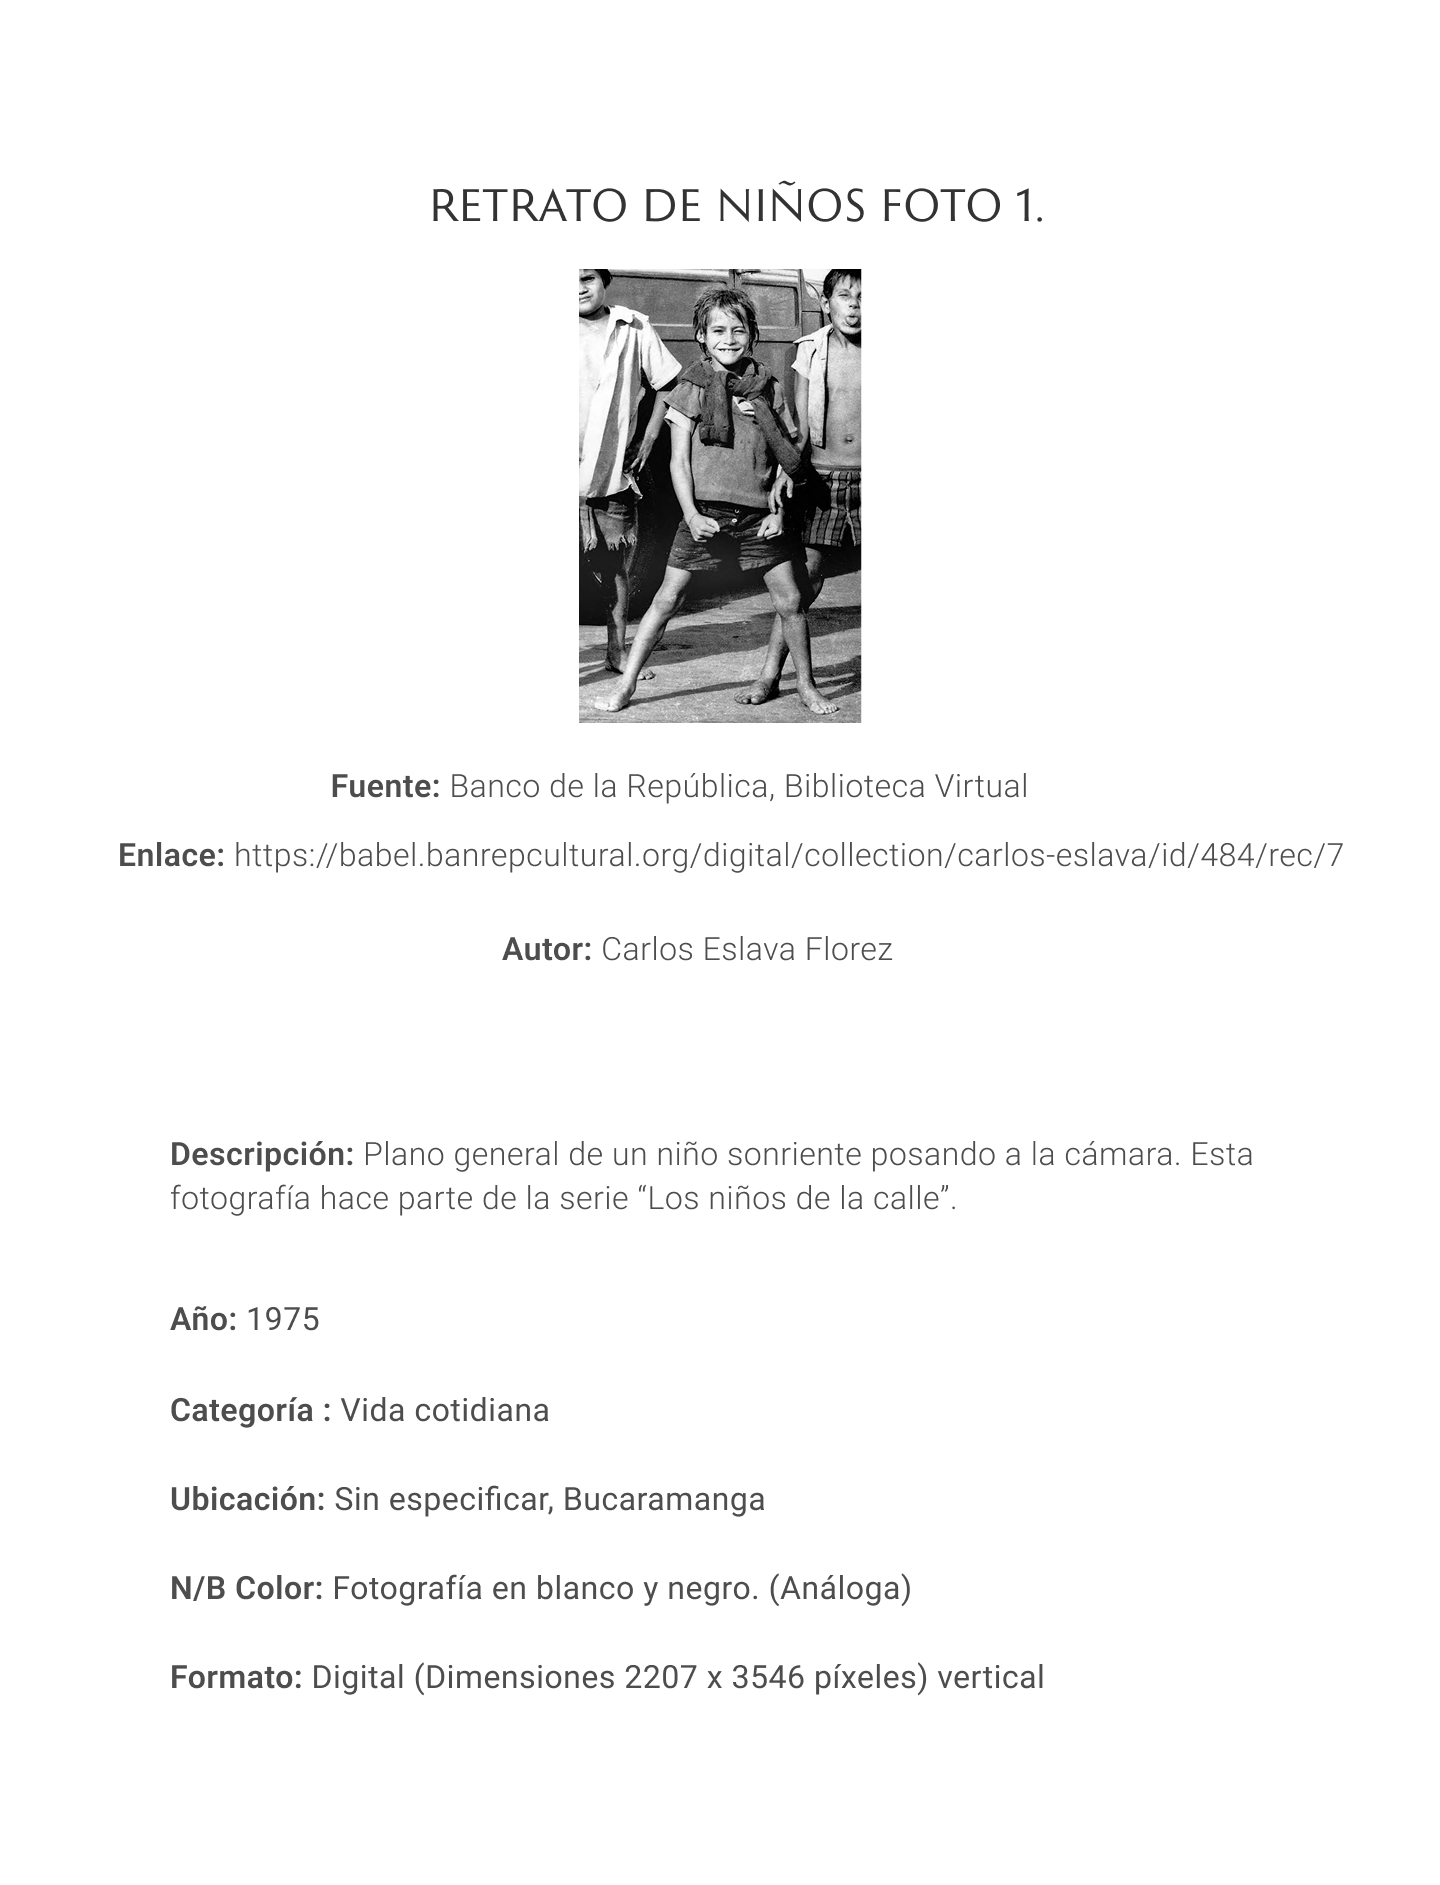 RETRATO DE NIÑOS FOTO 1.
Fuente: Banco de la República, Biblioteca Virtual
Enlace: https://babel.banrepcultural.org/digital/collection/carlos-eslava/id/484/rec/7
Autor: Carlos Eslava Florez
Descripción: Plano general de un niño sonriente posando a la cámara. Esta
fotografía hace parte de la serie “Los niños de la calle”.
Año: 1975
Categoría : Vida cotidiana
Ubicación: Sin especificar, Bucaramanga
N/B Color: Fotografía en blanco y negro. (Análoga)
Formato: Digital (Dimensiones 2207 x 3546 píxeles) vertical